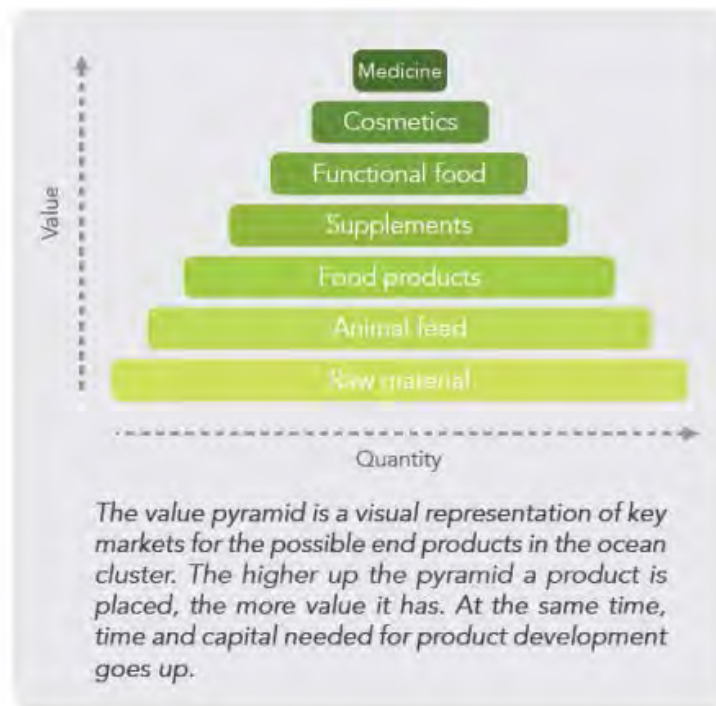 Medicine
Cosmetics
Functional food
Supplements
Food products
Animal feed
Raw material
Value
Quantity
The value pyramid is a visual representation of key
markets for the possible end products in the ocean
cluster. The higher up the pyramid a product is
placed, the more value it has. At the same time,
time and capital needed for product development
goes up.